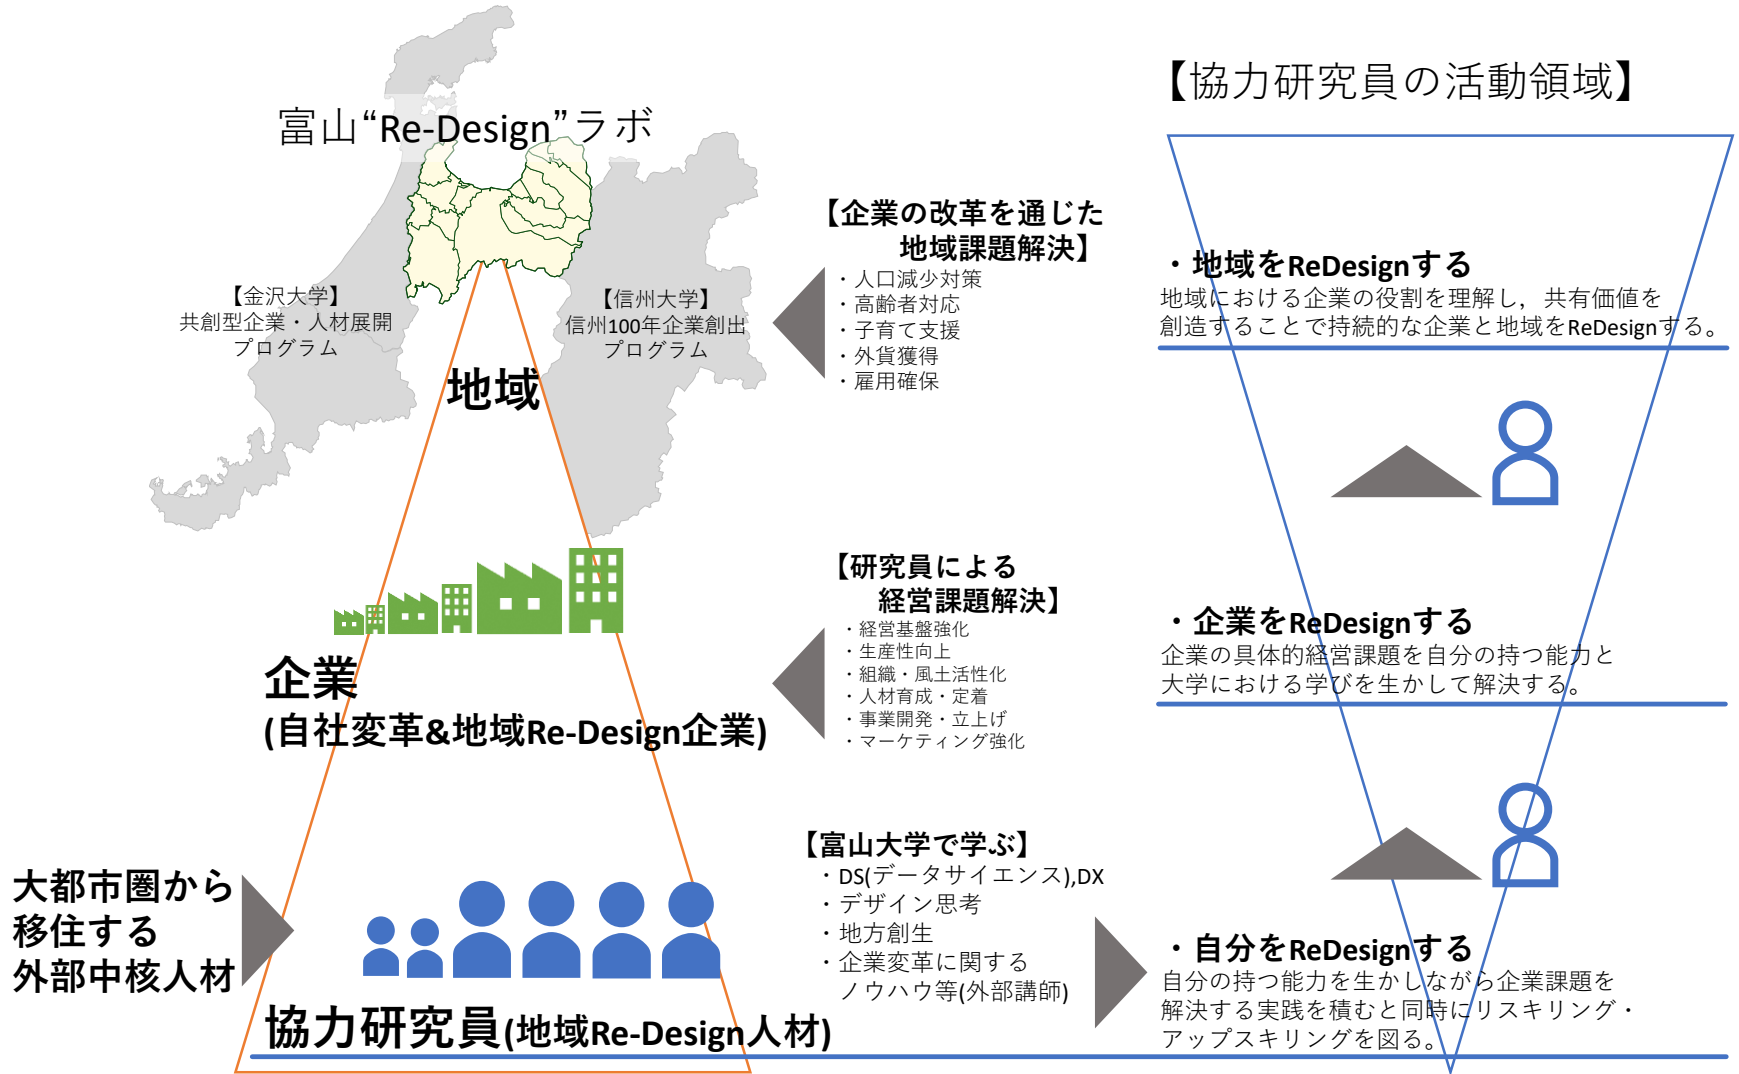 富山“Re-Design”ラボ
【金沢大学】
共創型企業・人材展開
プログラム
【信州大学】
信州100年企業創出
プログラム
地域
企業
(自社変革&地域Re-Design企業)
大都市圏から
移住する
外部中核人材
協力研究員(地域Re-Design人材)
【企業の改革を通じた
地域課題解決】
・人口減少対策
・高齢者対応
・子育て支援
・外貨獲得
・雇用確保
【研究員による
経営課題解決】
・経営基盤強化
・生産性向上
・組織・風土活性化
・人材育成・定着
・事業開発・立上げ
・マーケティング強化
【富山大学で学ぶ】
・DS(データサイエンス),DX
・デザイン思考
・地方創生
・企業変革に関する
ノウハウ等(外部講師)
【協力研究員の活動領域】
・地域をReDesignする
地域における企業の役割を理解し，共有価値を
創造することで持続的な企業と地域をReDesignする。
・企業をReDesignする
企業の具体的経営課題を自分の持つ能力と
大学における学びを生かして解決する。
・自分をReDesignする
自分の持つ能力を生かしながら企業課題を
解決する実践を積むと同時にリスキリング・
アップスキリングを図る。